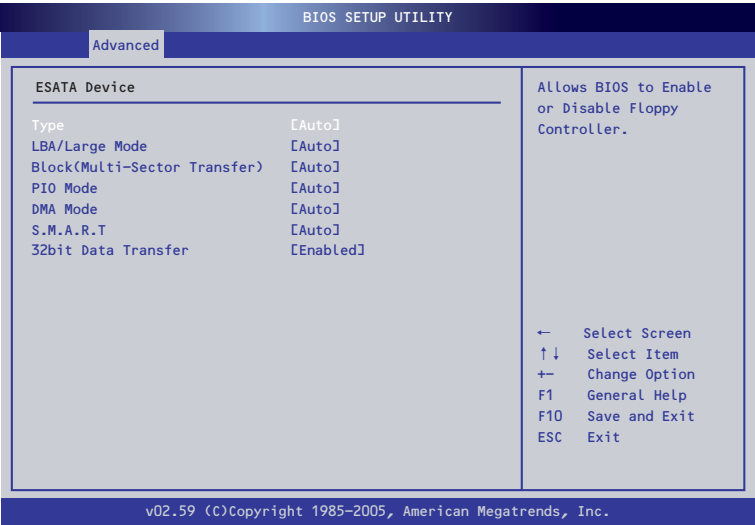 BIOS SETUP UTILITY
Advanced
ESATA Device
Type [Auto]
LBA/Large Mode [Auto]
Block(Multi-Sector Transfer) [Auto]
PIO Mode [Auto]
DMA Mode [Auto]
S.M.A.R.T [Auto]
32bit Data Transfer [Enabled]
Allows BIOS to Enable
or Disable Floppy
Controller.
← Select Screen
↑↓ Select Item
+- Change Option
F1 General Help
F10 Save and Exit
ESC Exit
v02.59 (C)Copyright 1985-2005, American Megatrends, Inc.